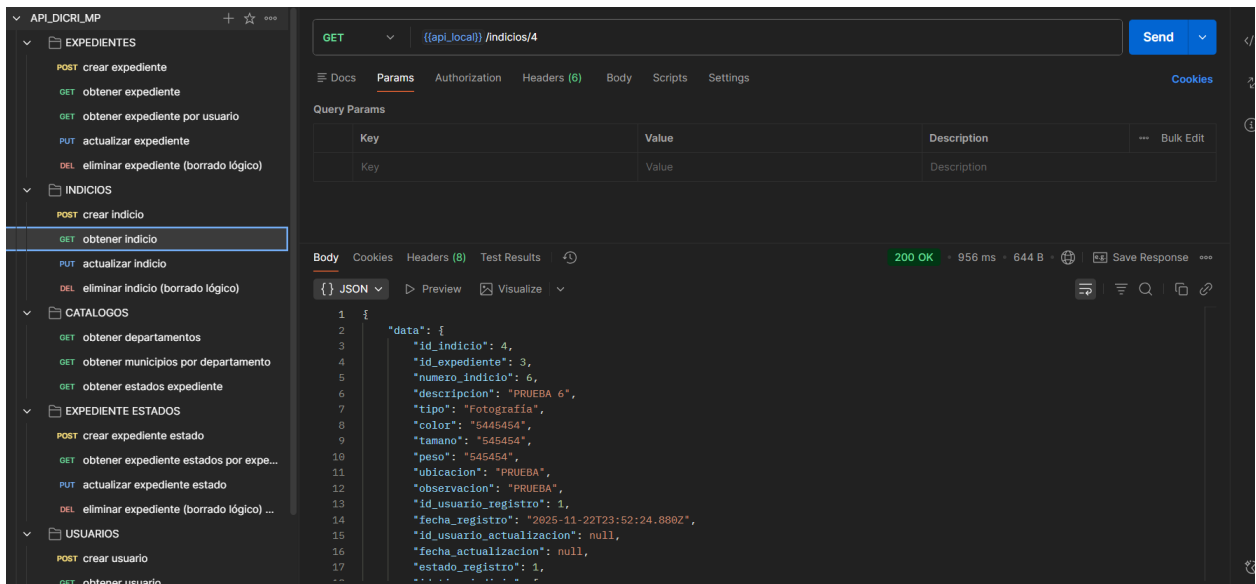 API_DICRI_MP
EXPEDIENTES
POST crear expediente
GET obtener expediente
GET obtener expediente por usuario
PUT actualizar expediente
DEL eliminar expediente (borrado lógico)
INDICIOS
POST crear indicio
GET obtener indicio
PUT actualizar indicio
DEL eliminar indicio (borrado lógico)
CATALOGOS
GET obtener departamentos
GET obtener municipios por departamento
GET obtener estados expediente
EXPEDIENTE ESTADOS
POST crear expediente estado
GET obtener expediente estados por expe...
PUT actualizar expediente estado
DEL eliminar expediente (borrado lógico) ...
USUARIOS
POST crear usuario
GET obtener usuario
GET {{api_local}} /indicios/4 Send
Docs Params Authorization Headers (6) Body Scripts Settings Cookies
Query Params
Key Value Description Bulk Edit
Key Value Description
Body Cookies Headers (8) Test Results 200 OK 956 ms 644 B Save Response
{} JSON Preview Visualize
1 {
2 "data": {
3 "id_indicio": 4,
4 "id_expediente": 3,
5 "numero_indicio": 6,
6 "descripcion": "PRUEBA 6",
7 "tipo": "Fotografía",
8 "color": "5445454",
9 "tamano": "545454",
10 "peso": "545454",
11 "ubicacion": "PRUEBA",
12 "observacion": "PRUEBA",
13 "id_usuario_registro": 1,
14 "fecha_registro": "2025-11-22T23:52:24.880Z",
15 "id_usuario_actualizacion": null,
16 "fecha_actualizacion": null,
17 "estado_registro": 1,